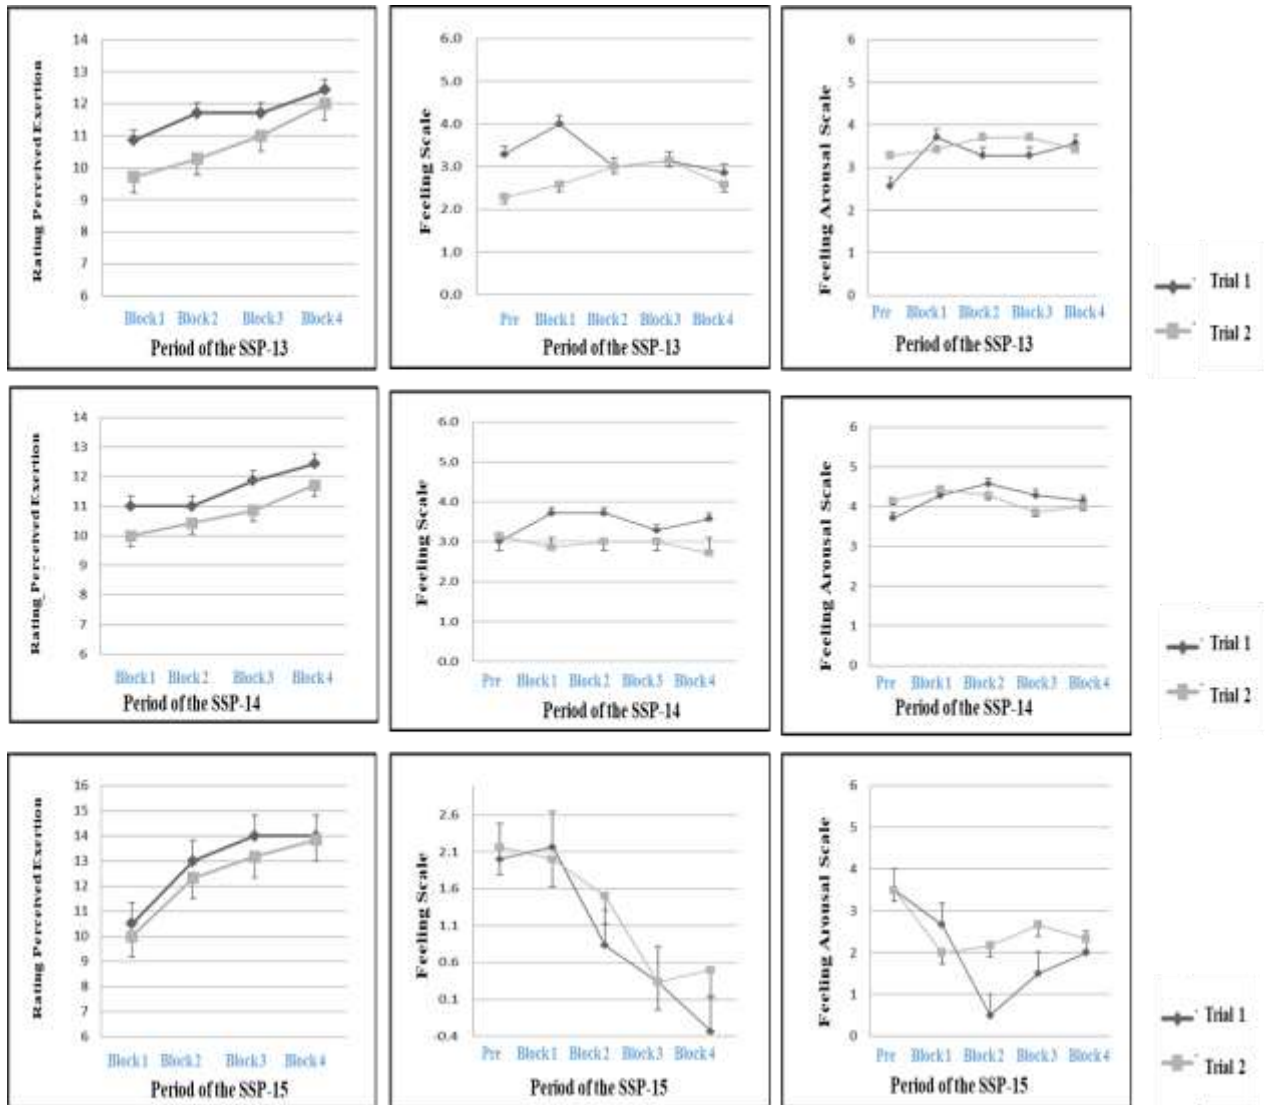 Rating Perceived Exertion
14
13
12
11
10
9
8
7
6
Block1 Block2 Block3 Block4
Period of the SSP-13
Feeling Scale
6.0
5.0
4.0
3.0
2.0
1.0
0.0
Pre Block1 Block2 Block3 Block4
Period of the SSP-13
Feeling Arousal Scale
6
5
4
3
2
1
0
Pre Block1 Block2 Block3 Block4
Period of the SSP-13
Trial 1
Trial 2
Rating Perceived Exertion
14
13
12
11
10
9
8
7
6
Block1 Block2 Block3 Block4
Period of the SSP-14
Feeling Scale
6.0
5.0
4.0
3.0
2.0
1.0
0.0
Pre Block1 Block2 Block3 Block4
Period of the SSP-14
Feeling Arousal Scale
6
5
4
3
2
1
0
Pre Block1 Block2 Block3 Block4
Period of the SSP-14
Trial 1
Trial 2
Rating Perceived Exertion
16
15
14
13
12
11
10
9
8
7
6
Block1 Block2 Block3 Block4
Period of the SSP-15
Feeling Scale
2.6
2.1
1.6
1.1
0.6
0.1
-0.4
Pre Block1 Block2 Block3 Block4
Period of the SSP-15
Feeling Arousal Scale
6
5
4
3
2
1
0
Pre Block1 Block2 Block3 Block4
Period of the SSP-15
Trial 1
Trial 2